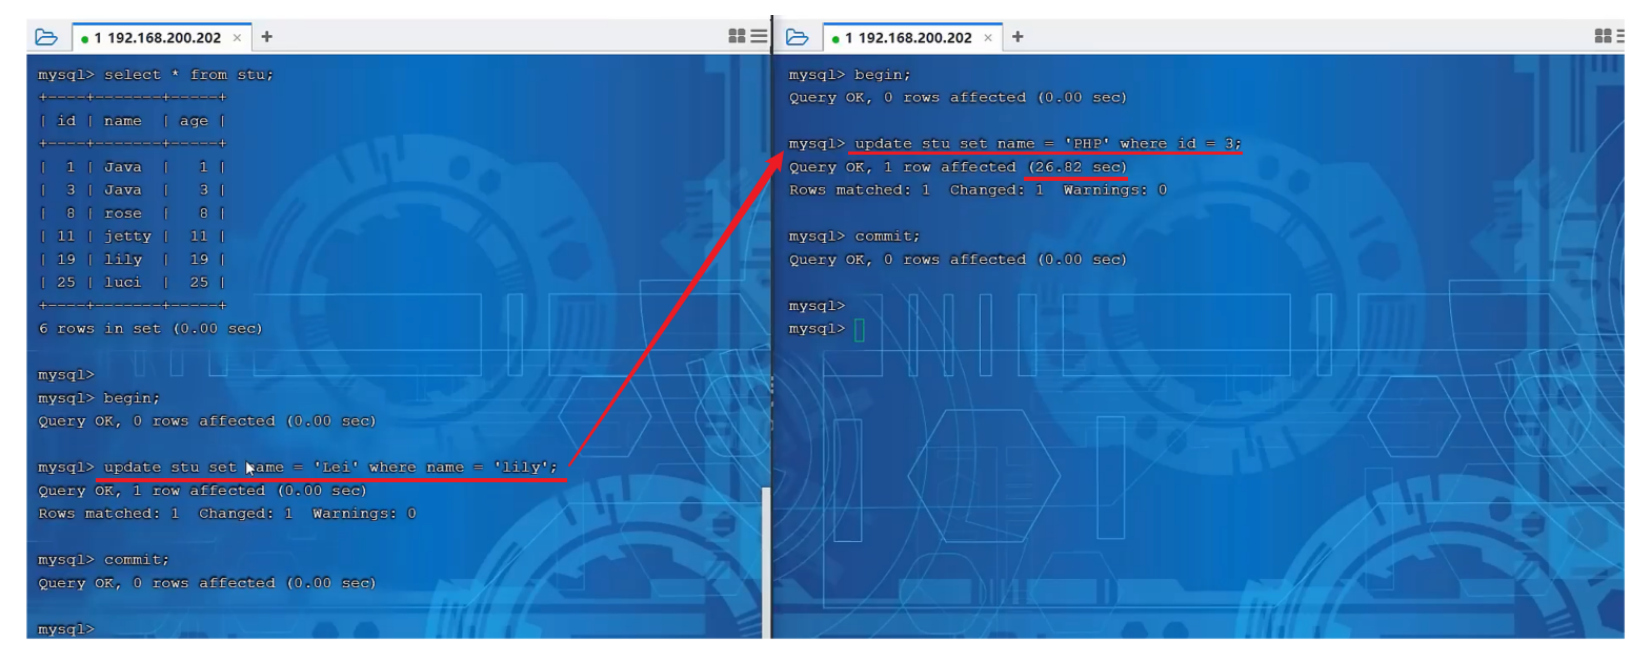 1 192.168.200.202 × +
mysql> select * from stu;
+----+-------+-----+
| id | name  | age |
+----+-------+-----+
|  1 | Java  |   1 |
|  3 | Java  |   3 |
|  8 | rose  |   8 |
| 11 | jetty |  11 |
| 19 | lily  |  19 |
| 25 | luci  |  25 |
+----+-------+-----+
6 rows in set (0.00 sec)
mysql>
mysql> begin;
Query OK, 0 rows affected (0.00 sec)
mysql> update stu set name = 'Lei' where name = 'lily';
Query OK, 1 row affected (0.00 sec)
Rows matched: 1  Changed: 1  Warnings: 0
mysql> commit;
Query OK, 0 rows affected (0.00 sec)
mysql>
1 192.168.200.202 × +
mysql> begin;
Query OK, 0 rows affected (0.00 sec)
mysql> update stu set name = 'PHP' where id = 3;
Query OK, 1 row affected (26.82 sec)
Rows matched: 1  Changed: 1  Warnings: 0
mysql> commit;
Query OK, 0 rows affected (0.00 sec)
mysql>
mysql>